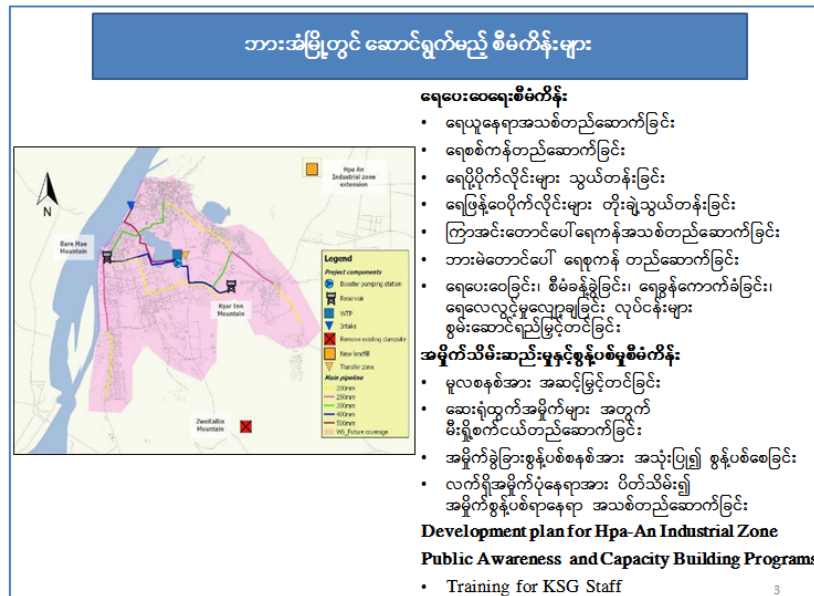 ဘားအံမြို့တွင် ဆောင်ရွက်မည့် စီမံကိန်းများ
Hpa An
Industrial zone
extension
N
Bare Mae
Mountain
Kyar Inn
Mountain
ZweKaBin
Mountain
Legend
Project components
Booster pumping station
Reservoir
WTP
Intake
Remove existing dumpsite
New landfill
Transfer zone
Main pipeline
200mm
250mm
300mm
400mm
500mm
WS_Future coverage
ရေပေးဝေရေးစီမံကိန်း
• ရေယူနေရာအသစ်တည်ဆောက်ခြင်း
• ရေစစ်ကန်တည်ဆောက်ခြင်း
• ရေပို့ပိုက်လိုင်းများ သွယ်တန်းခြင်း
• ရေဖြန့်ဝေပိုက်လိုင်းများ တိုးချဲ့သွယ်တန်းခြင်း
• ကြာအင်းတောင်ပေါ်ရေကန်အသစ်တည်ဆောက်ခြင်း
• ဘားမဲတောင်ပေါ် ရေစုကန် တည်ဆောက်ခြင်း
• ရေပေးဝေခြင်း၊ စီမံခန့်ခွဲခြင်း၊ ရေခွန်ကောက်ခံခြင်း၊
ရေလေလွင့်မှုလျှော့ချခြင်း လုပ်ငန်းများ
စွမ်းဆောင်ရည်မြှင့်တင်ခြင်း
အမှိုက်သိမ်းဆည်းမှုနှင့်စွန့်ပစ်မှုစီမံကိန်း
• မူလစနစ်အား အဆင့်မြှင့်တင်ခြင်း
• ဆေးရုံထွက်အမှိုက်များ အတွက်
မီးရှို့စက်ငယ်တည်ဆောက်ခြင်း
• အမှိုက်ခွဲခြားစွန့်ပစ်စနစ်အား အသုံးပြု၍ စွန့်ပစ်စေခြင်း
• လက်ရှိအမှိုက်ပုံနေရာအား ပိတ်သိမ်း၍
အမှိုက်စွန့်ပစ်ရာနေရာ အသစ်တည်ဆောက်ခြင်း
Development plan for Hpa-An Industrial Zone
Public Awareness and Capacity Building Programs
• Training for KSG Staff
3